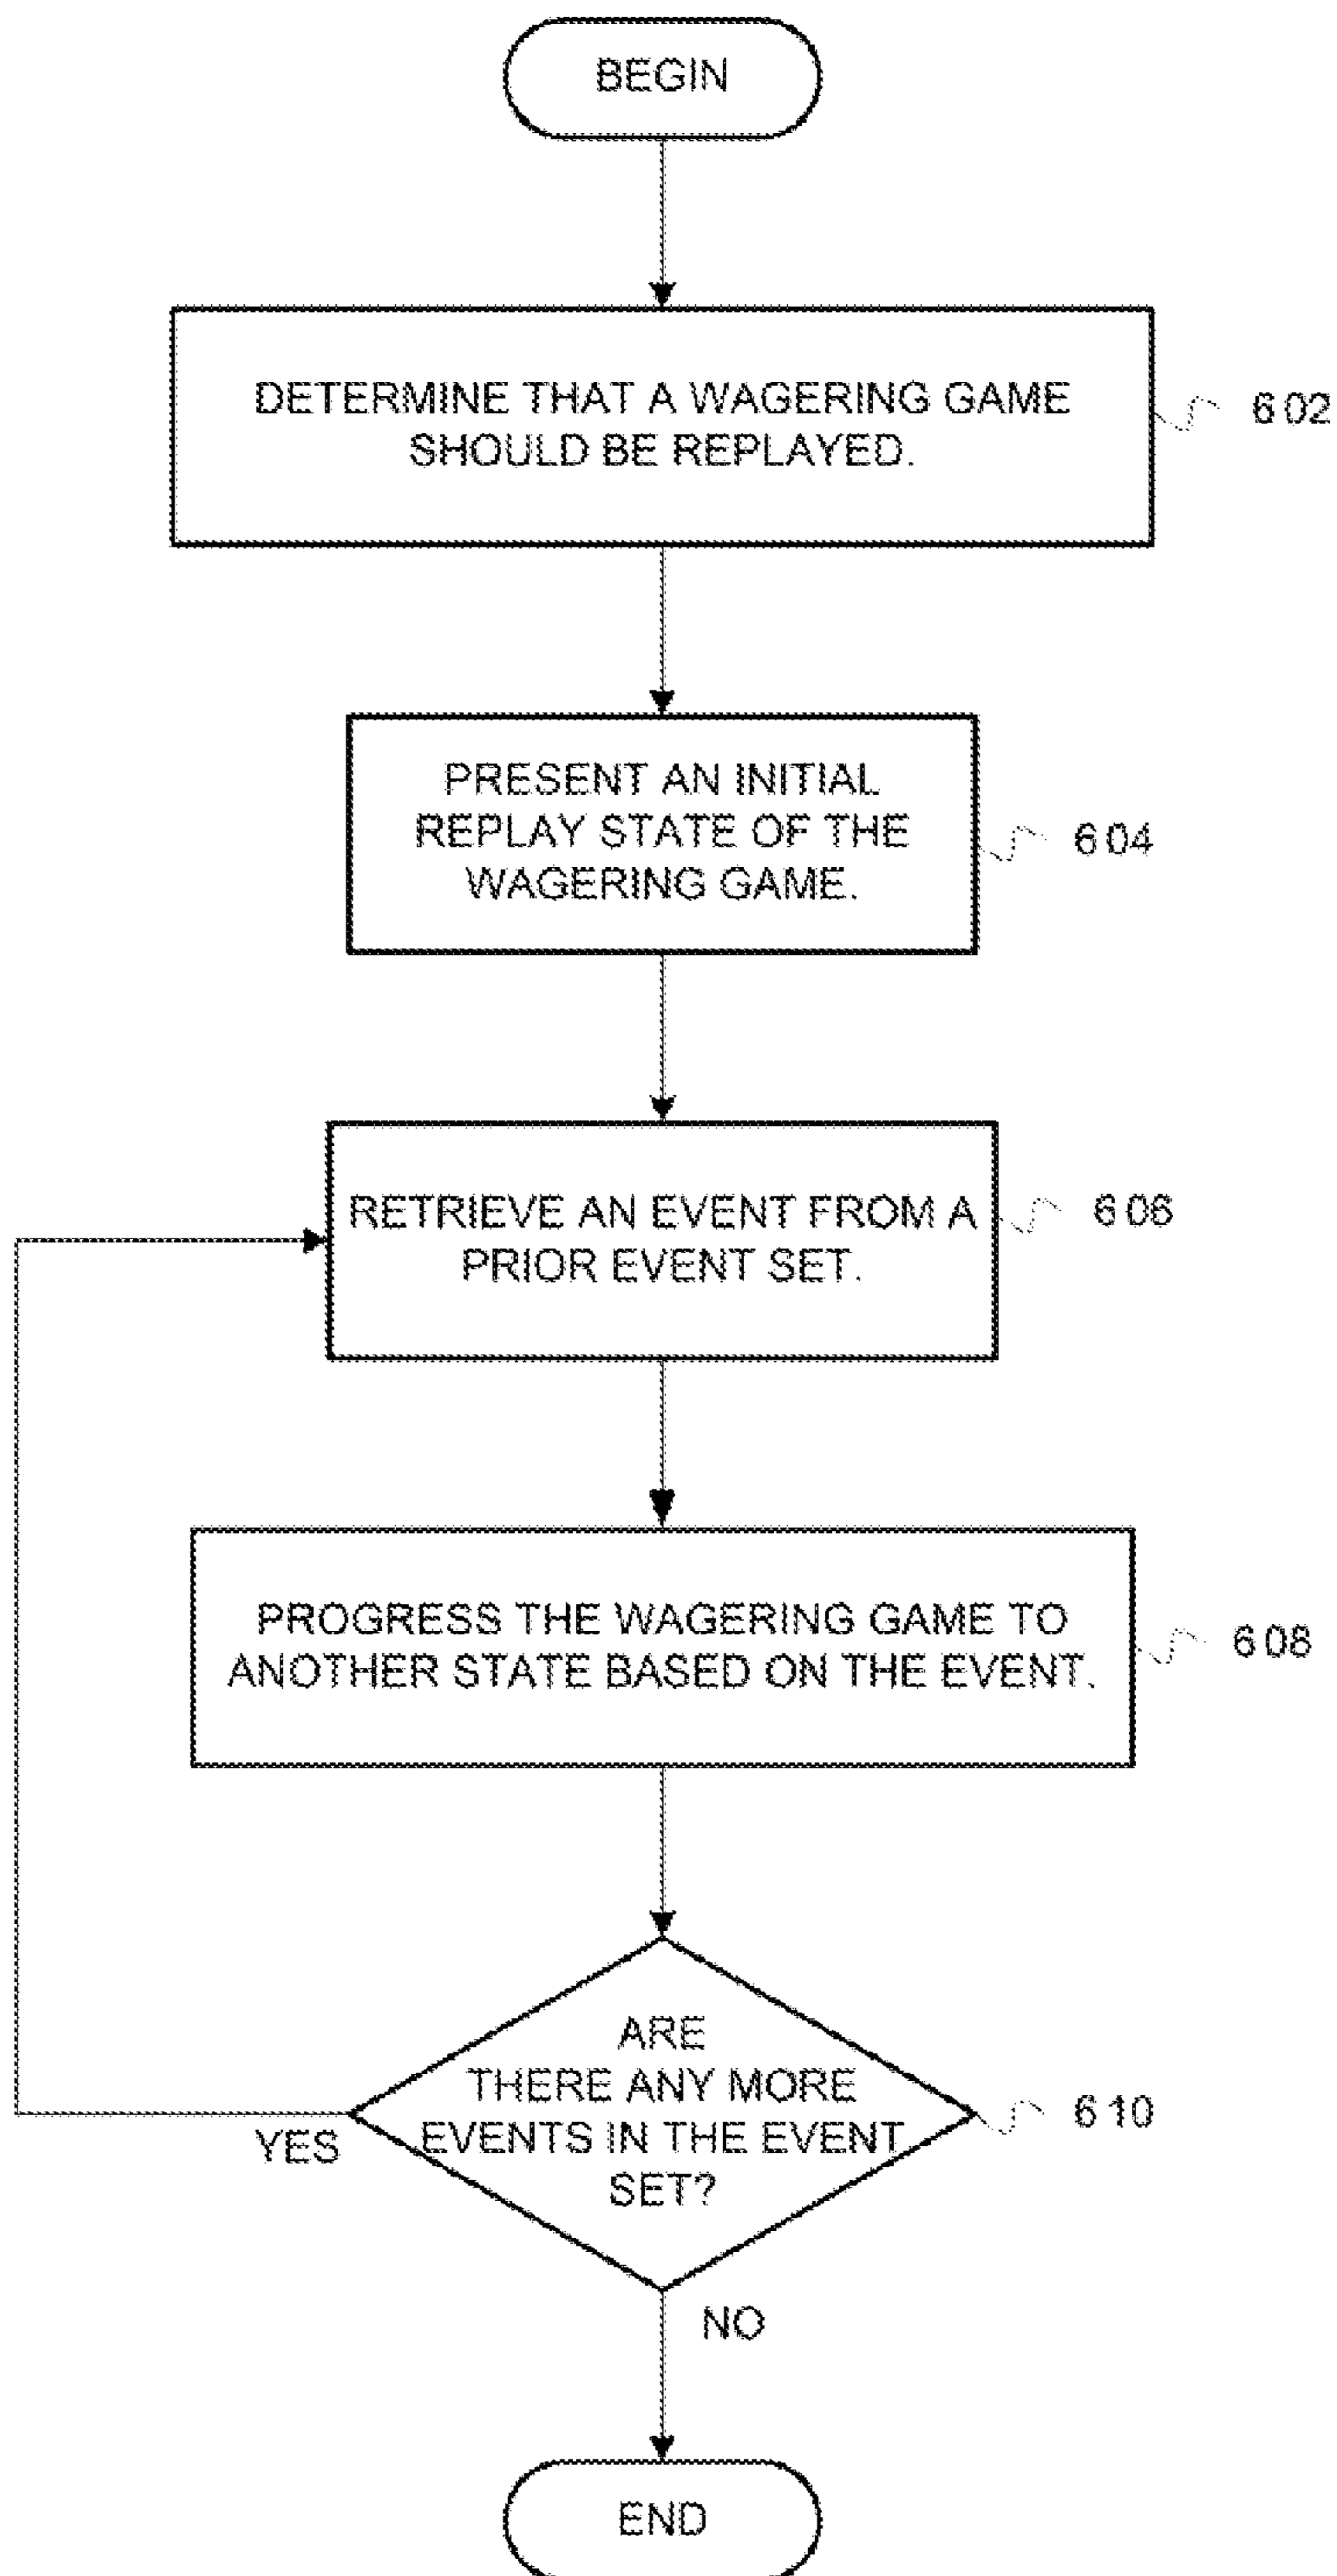 BEGIN
DETERMINE THAT A WAGERING GAME
SHOULD BE REPLAYED.
602
PRESENT AN INITIAL
REPLAY STATE OF THE
WAGERING GAME.
604
RETRIEVE AN EVENT FROM A
PRIOR EVENT SET.
606
PROGRESS THE WAGERING GAME TO
ANOTHER STATE BASED ON THE EVENT.
608
ARE
THERE ANY MORE
EVENTS IN THE EVENT
SET?
610
YES
NO
END